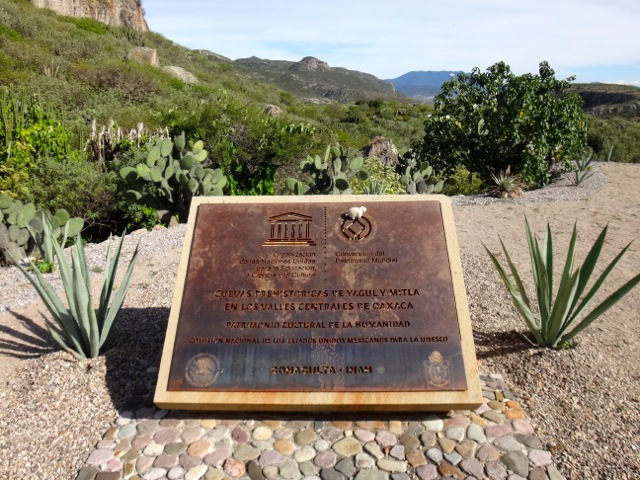 Organización
de las Naciones Unidas
para la Educación,
la Ciencia y la Cultura
Convención del
Patrimonio Mundial
CUEVAS PREHISTÓRICAS DE YAGUL Y MITLA
EN LOS VALLES CENTRALES DE OAXACA
PATRIMONIO CULTURAL DE LA HUMANIDAD
COMISIÓN NACIONAL DE LOS ESTADOS UNIDOS MEXICANOS PARA LA UNESCO
CONACULTA · INAH